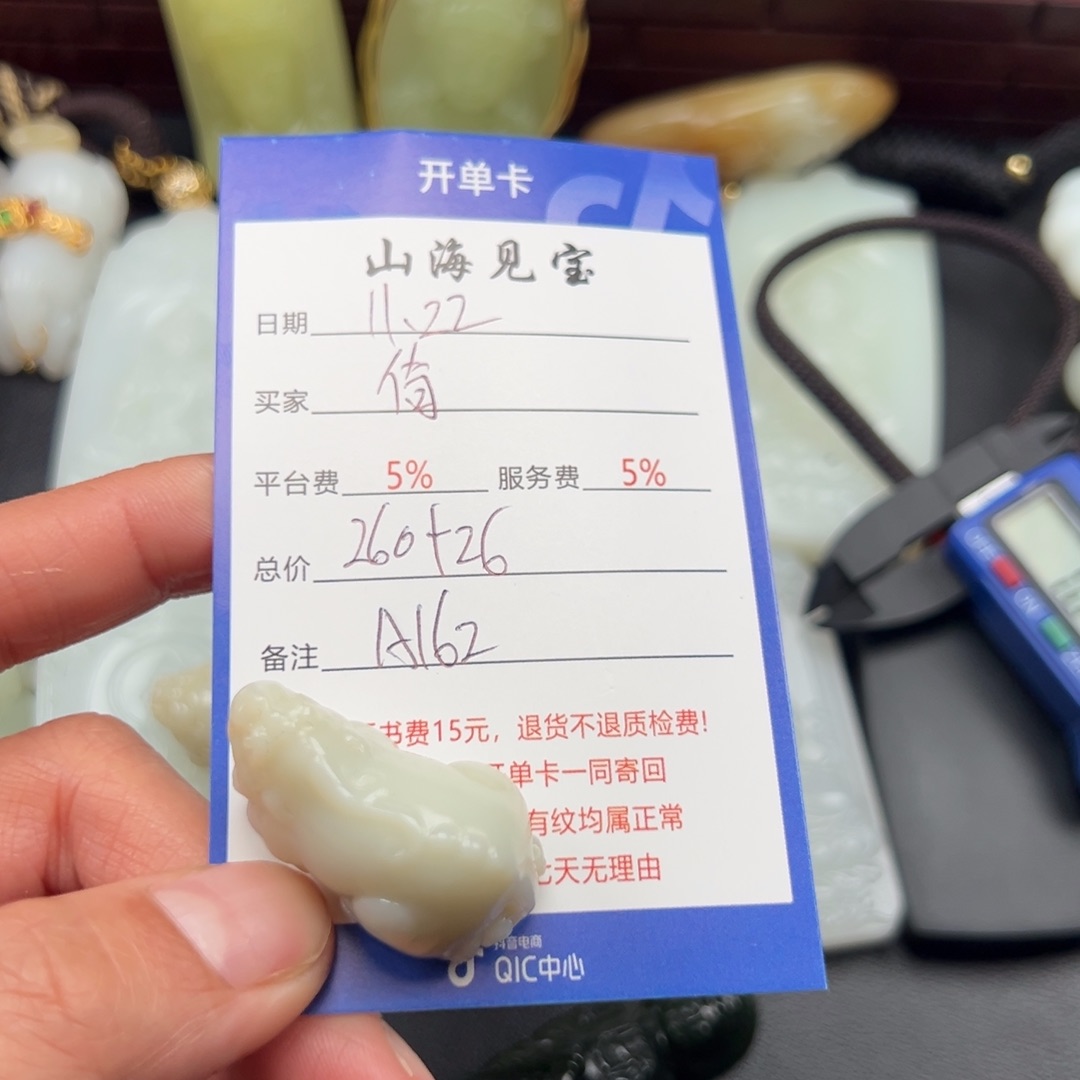 开单卡
山海见宝
日期 11.22
买家
平台费 5% 服务费 5%
总价 260+26
备注 A162
书费15元，退货不退质检费!
开单卡一同寄回
有纹均属正常
七天无理由
抖音电商
QIC中心